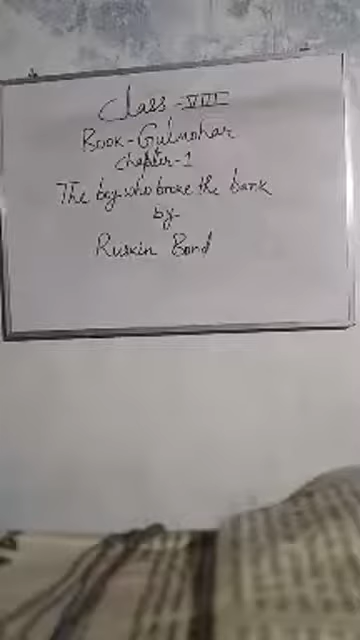 Class - VIII
Book - Gulmohar
Chapter - 1
The boy who broke the bank
by -
Ruskin Bond